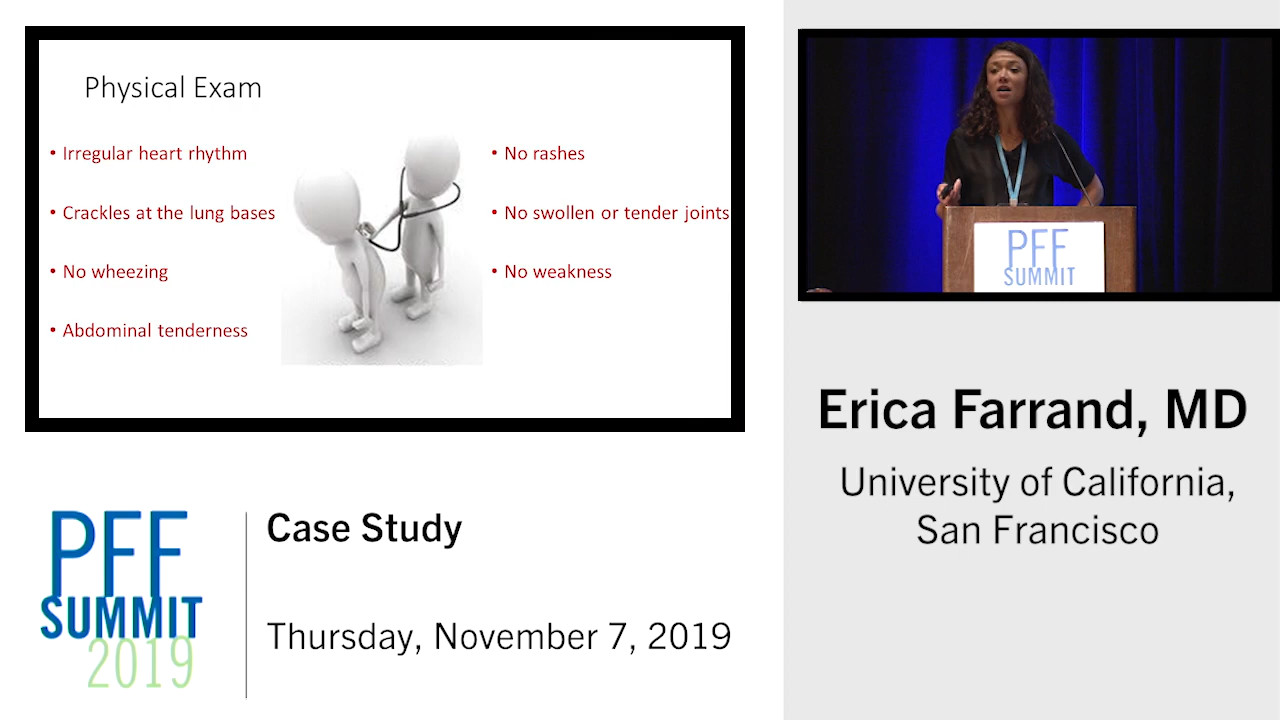 Physical Exam
• Irregular heart rhythm
• Crackles at the lung bases
• No wheezing
• Abdominal tenderness
• No rashes
• No swollen or tender joints
• No weakness
PFF
SUMMIT
Erica Farrand, MD
University of California,
San Francisco
PFF
SUMMIT
2019
Case Study
Thursday, November 7, 2019